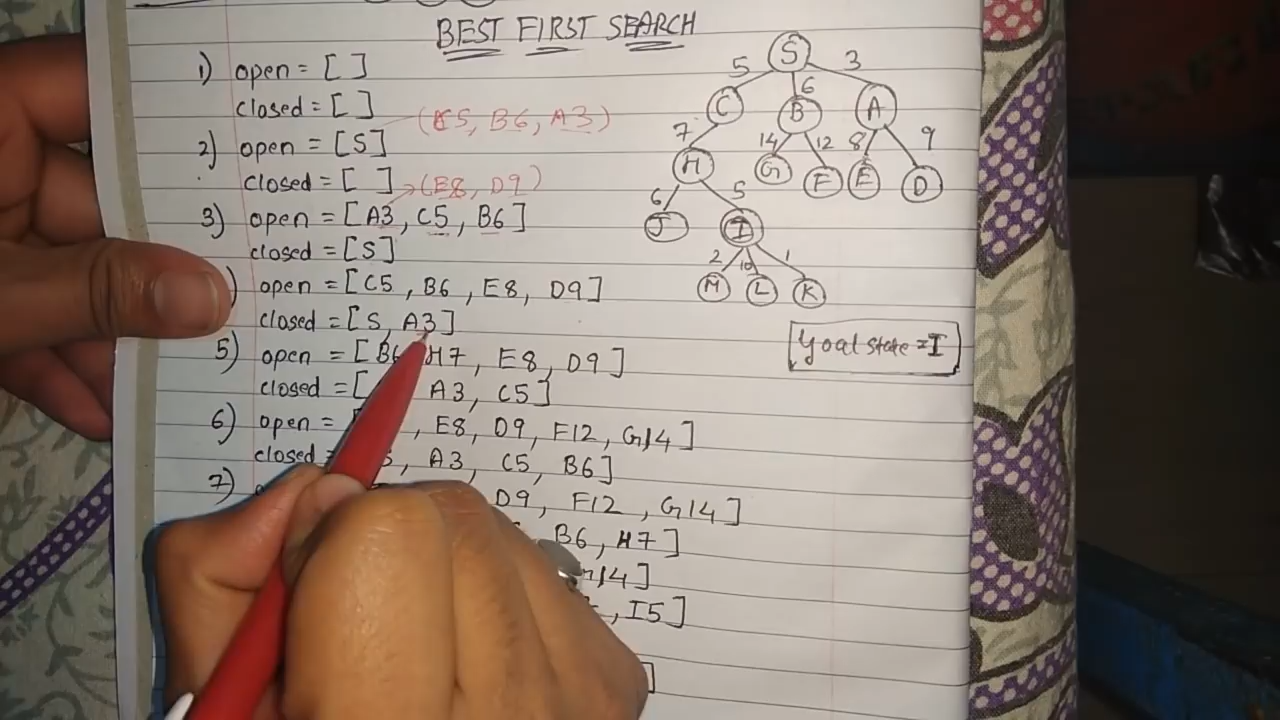 BEST FIRST SEARCH
1) open = [ ]
closed = [ ]
(C5, B6, A3)
2) open = [S]
closed = [ ]
(E8, D9)
3) open = [A3, C5, B6]
closed = [S]
) open = [C5, B6, E8, D9]
closed = [S, A3]
5) open = [B6, H7, E8, D9]
closed = [ A3, C5]
6) open = , E8, D9, F12, G14]
closed , A3, C5, B6]
7) D9, F12, G14]
B6, H7]
G14]
, I5]
]
S
5 6 3
C B A
7 14 12 8 9
H G F E D
6 5
J I
2 10 1
M L K
Goal state = I